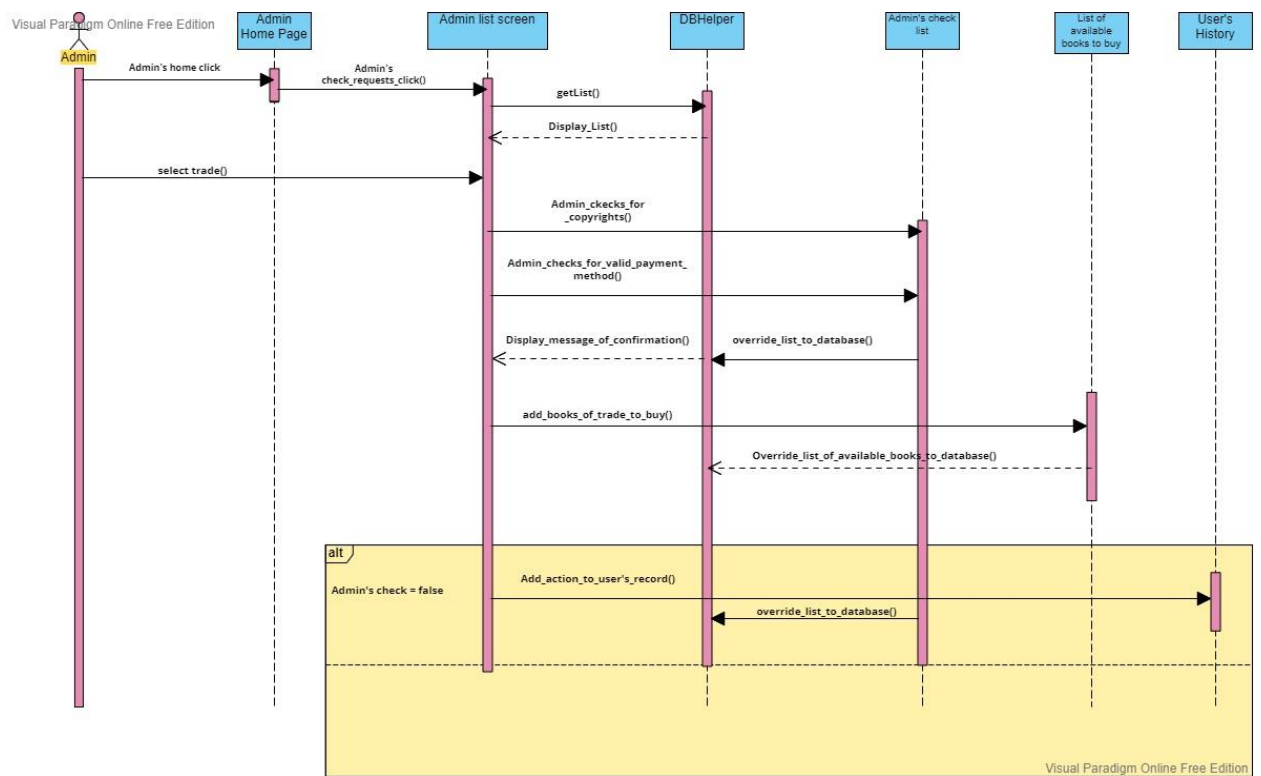 Visual Paradigm Online Free Edition
Admin
Admin
Home Page
Admin list screen
DBHelper
Admin's check
list
List of
available
books to buy
User's
History
Admin's home click
Admin's
check_requests_click()
getList()
Display_List()
select trade()
Admin_ckecks_for
_copyrights()
Admin_checks_for_valid_payment_
method()
Display_message_of_confirmation()
override_list_to_database()
add_books_of_trade_to_buy()
Override_list_of_available_books_to_database()
alt
Admin's check = false
Add_action_to_user's_record()
override_list_to_database()
Visual Paradigm Online Free Edition